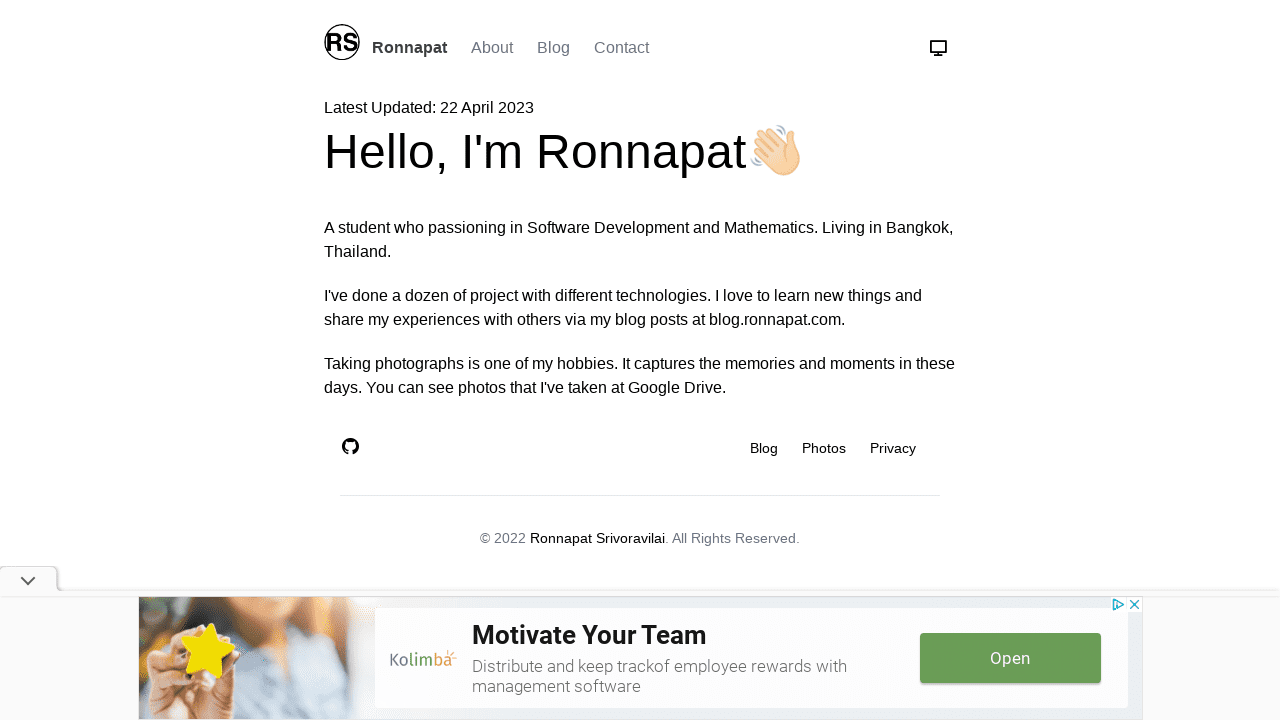 RS Ronnapat About Blog Contact
Latest Updated: 22 April 2023
Hello, I'm Ronnapat👋🏻
A student who passioning in Software Development and Mathematics. Living in Bangkok,
Thailand.
I've done a dozen of project with different technologies. I love to learn new things and
share my experiences with others via my blog posts at blog.ronnapat.com.
Taking photographs is one of my hobbies. It captures the memories and moments in these
days. You can see photos that I've taken at Google Drive.
Blog Photos Privacy
© 2022 Ronnapat Srivoravilai. All Rights Reserved.
Kolimba
Motivate Your Team
Distribute and keep trackof employee rewards with
management software
Open